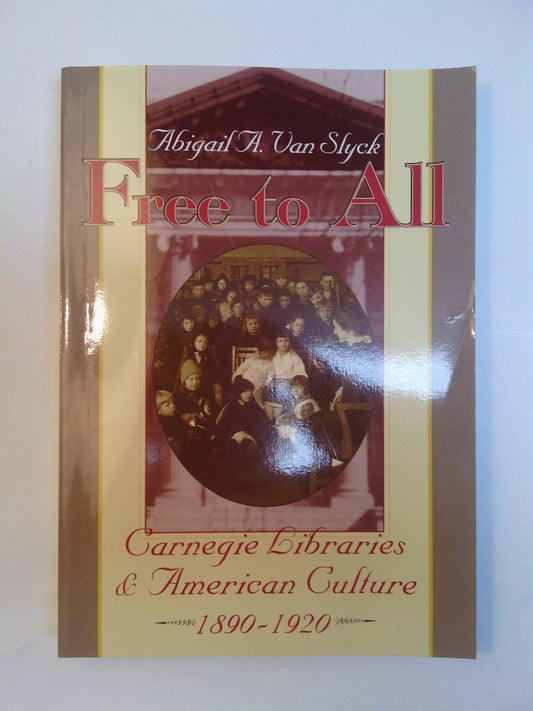 Abigail A. Van Slyck
Free to All
Carnegie Libraries
& American Culture
1890-1920